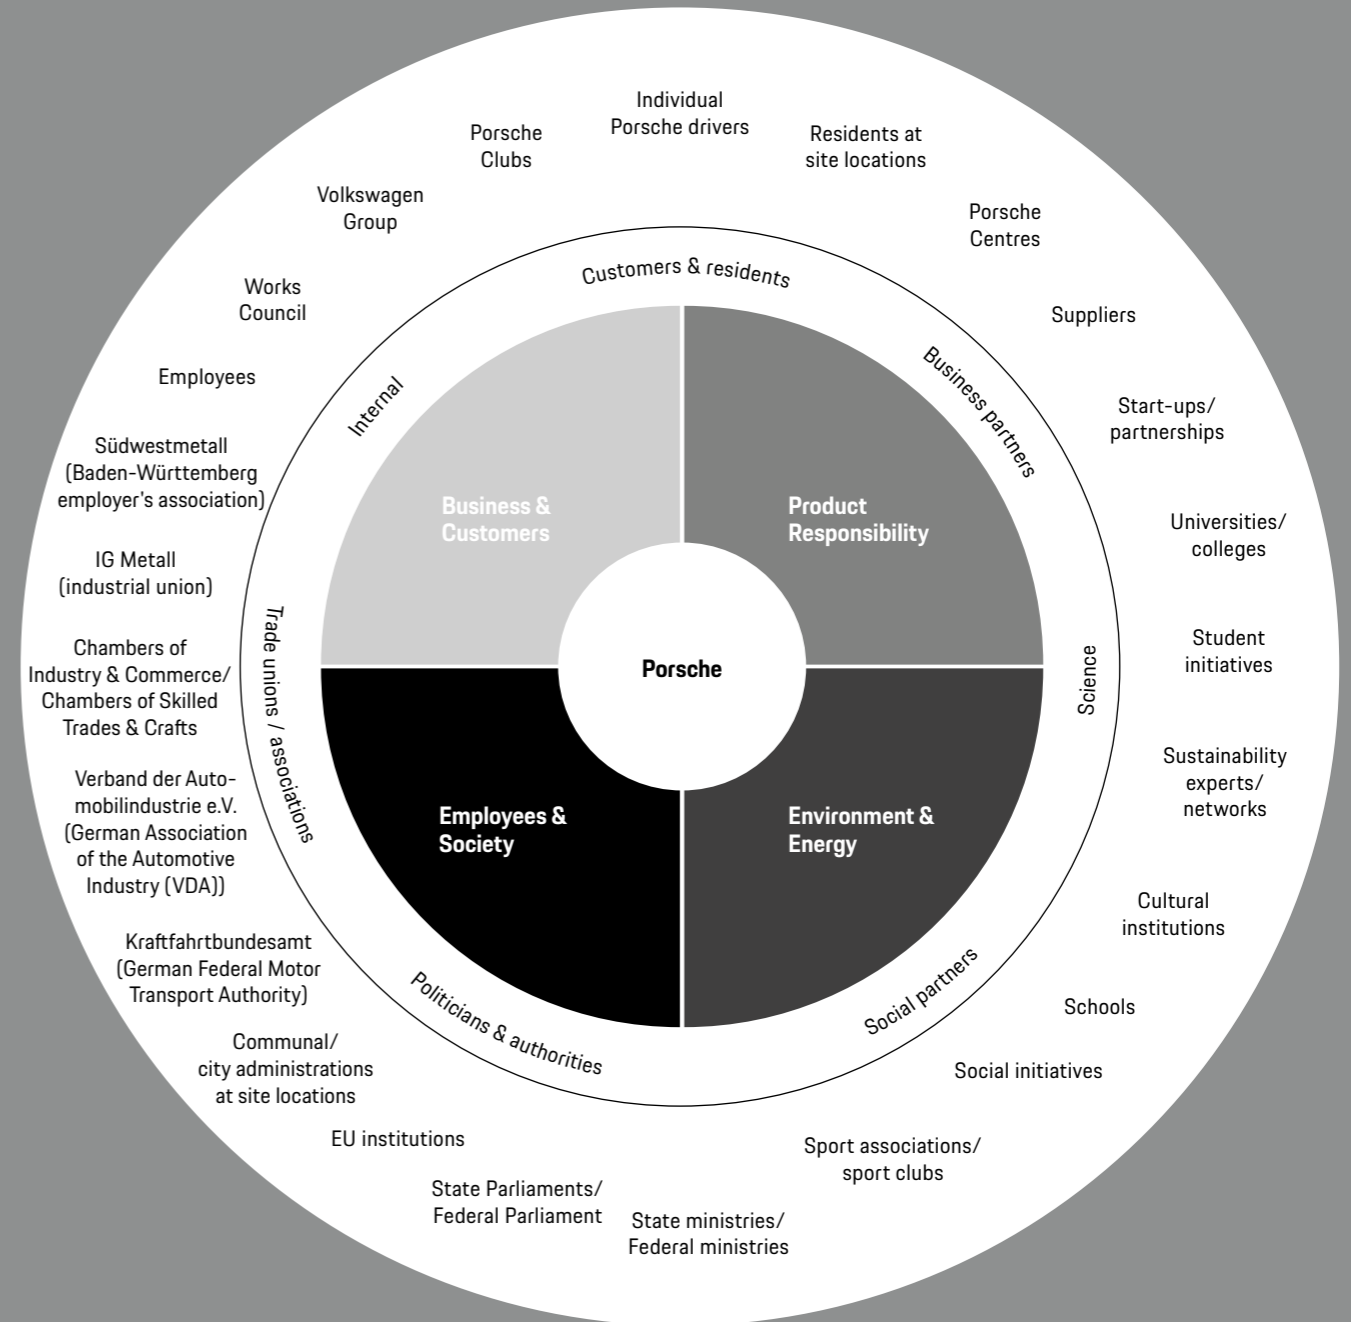 Individual
Porsche drivers
Residents at
site locations
Porsche
Centres
Suppliers
Start-ups/
partnerships
Universities/
colleges
Student
initiatives
Sustainability
experts/
networks
Cultural
institutions
Schools
Social initiatives
Sport associations/
sport clubs
State ministries/
Federal ministries
State Parliaments/
Federal Parliament
EU institutions
Communal/
city administrations
at site locations
Kraftfahrtbundesamt
(German Federal Motor
Transport Authority)
Verband der Auto-
mobilindustrie e.V.
(German Association
of the Automotive
Industry (VDA))
Chambers of
Industry & Commerce/
Chambers of Skilled
Trades & Crafts
IG Metall
(industrial union)
Südwestmetall
(Baden-Württemberg
employer's association)
Employees
Works
Council
Volkswagen
Group
Porsche
Clubs
Customers & residents
Business partners
Science
Social partners
Politicians & authorities
Trade unions / associations
Internal
Business &
Customers
Product
Responsibility
Porsche
Employees &
Society
Environment &
Energy